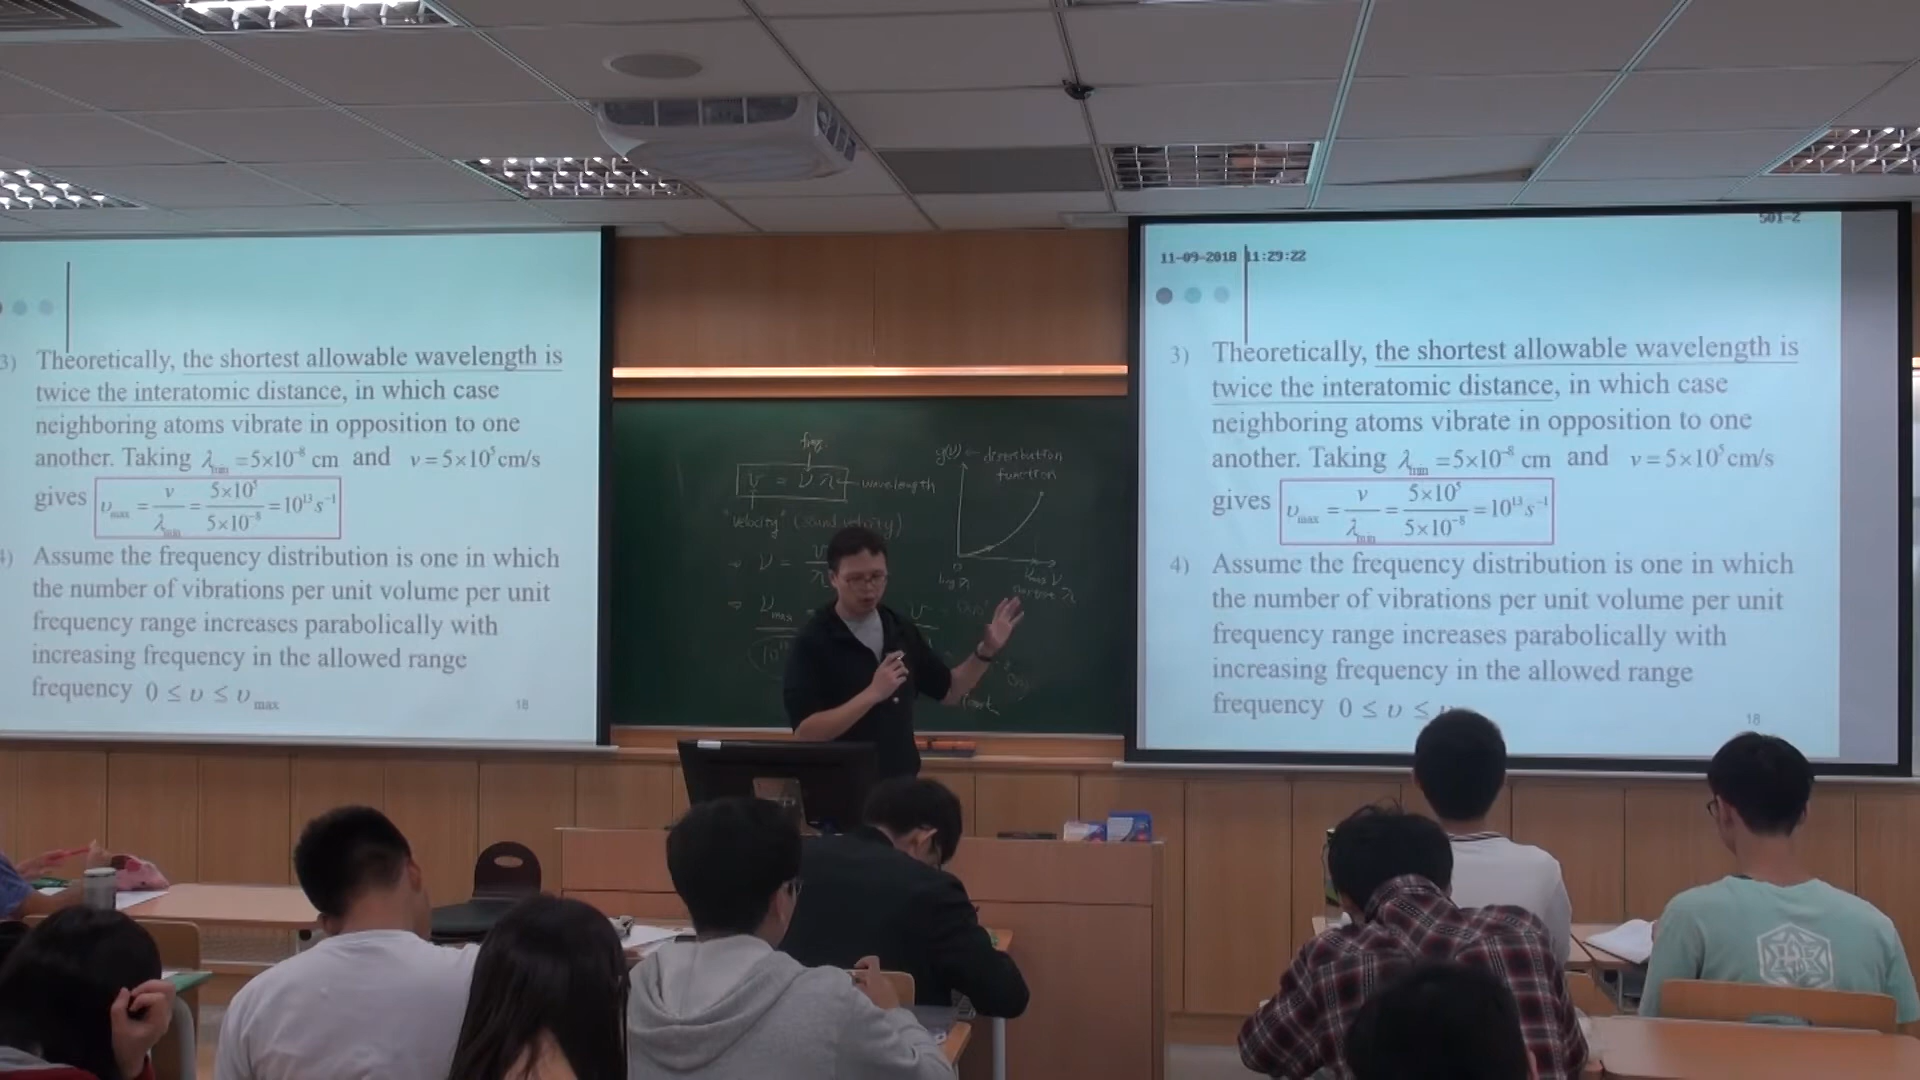 3) Theoretically, the shortest allowable wavelength is
twice the interatomic distance, in which case
neighboring atoms vibrate in opposition to one
another. Taking λmin =5×10⁻⁸ cm and v=5×10⁵cm/s
gives υmax = v/λmin = 5×10⁵/5×10⁻⁸ =10¹³s⁻¹
4) Assume the frequency distribution is one in which
the number of vibrations per unit volume per unit
frequency range increases parabolically with
increasing frequency in the allowed range
frequency 0 ≤ υ ≤ υmax
18
freq.
v = ν λ wavelength
"velocity" (sound velocity)
⇒ ν = v/λ
⇒ νmax =
g(ν) distribution
function
νmax ν
501-2
11-09-2018 11:29:22
3) Theoretically, the shortest allowable wavelength is
twice the interatomic distance, in which case
neighboring atoms vibrate in opposition to one
another. Taking λmin =5×10⁻⁸ cm and v=5×10⁵cm/s
gives υmax = v/λmin = 5×10⁵/5×10⁻⁸ =10¹³s⁻¹
4) Assume the frequency distribution is one in which
the number of vibrations per unit volume per unit
frequency range increases parabolically with
increasing frequency in the allowed range
frequency 0 ≤ υ ≤
18